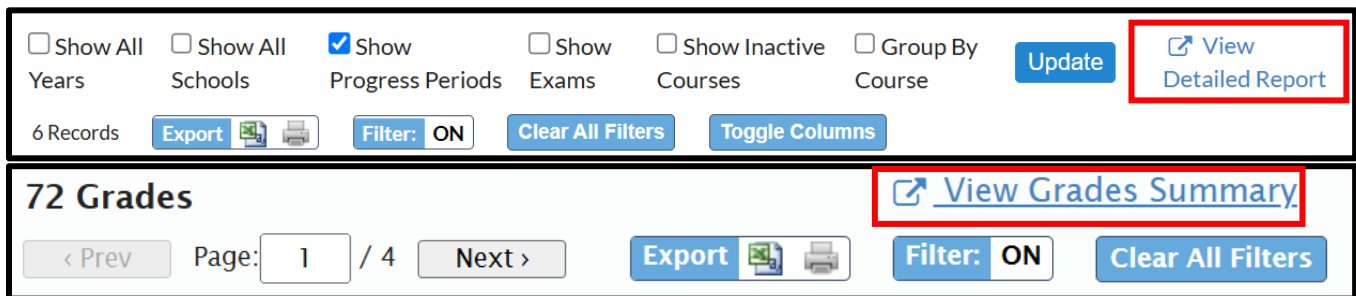 Show All Years Show All Schools Show Progress Periods Show Exams Show Inactive Courses Group By Course Update View Detailed Report
6 Records Export Filter: ON Clear All Filters Toggle Columns
72 Grades View Grades Summary
‹ Prev Page: 1 / 4 Next › Export Filter: ON Clear All Filters